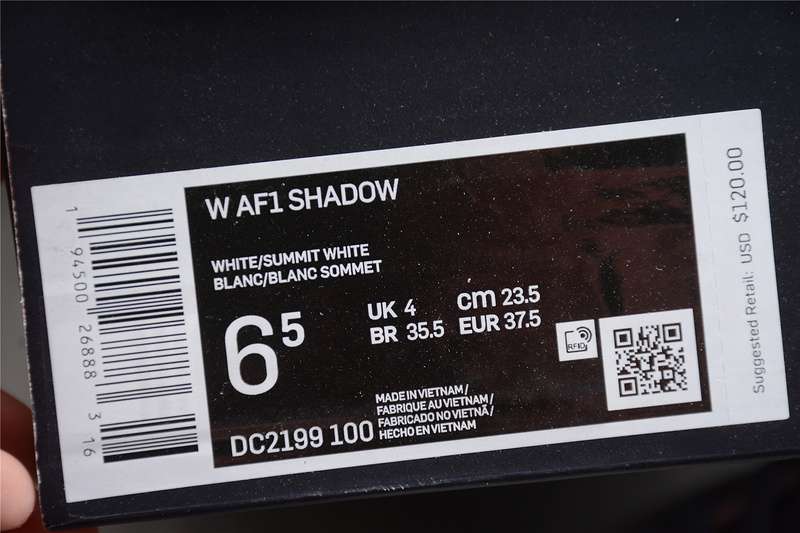 W AF1 SHADOW
WHITE/SUMMIT WHITE
BLANC/BLANC SOMMET
6⁵
UK 4 cm 23.5
BR 35.5 EUR 37.5
RFID
MADE IN VIETNAM/
FABRIQUE AU VIETNAM/
FABRICADO NO VIETNÃ/
HECHO EN VIETNAM
DC2199 100
1 94500 26888 3 16
Suggested Retail: USD $120.00